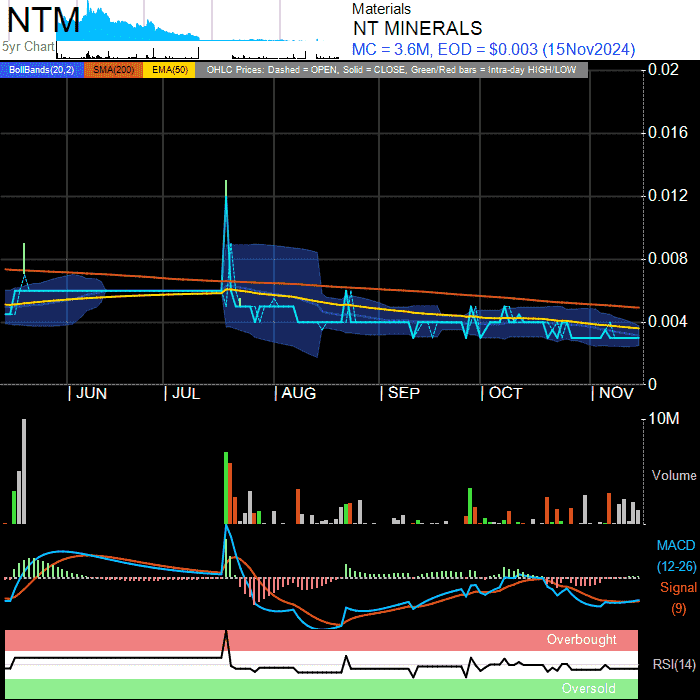 NTM
5yr Chart
Materials
NT MINERALS
MC = 3.6M, EOD = $0.003 (15Nov2024)
BollBands(20,2) SMA(200) EMA(50) OHLC Prices: Dashed = OPEN, Solid = CLOSE, Green/Red bars = Intra-day HIGH/LOW
0.02
0.016
0.012
0.008
0.004
0
| JUN | JUL | AUG | SEP | OCT | NOV
10M
Volume
MACD
(12-26)
Signal
(9)
Overbought
RSI(14)
Oversold